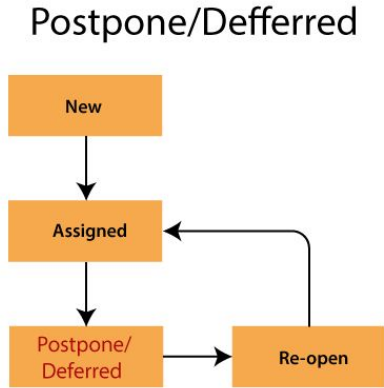 Postpone/Defferred
New
Assigned
Postpone/
Deferred
Re-open